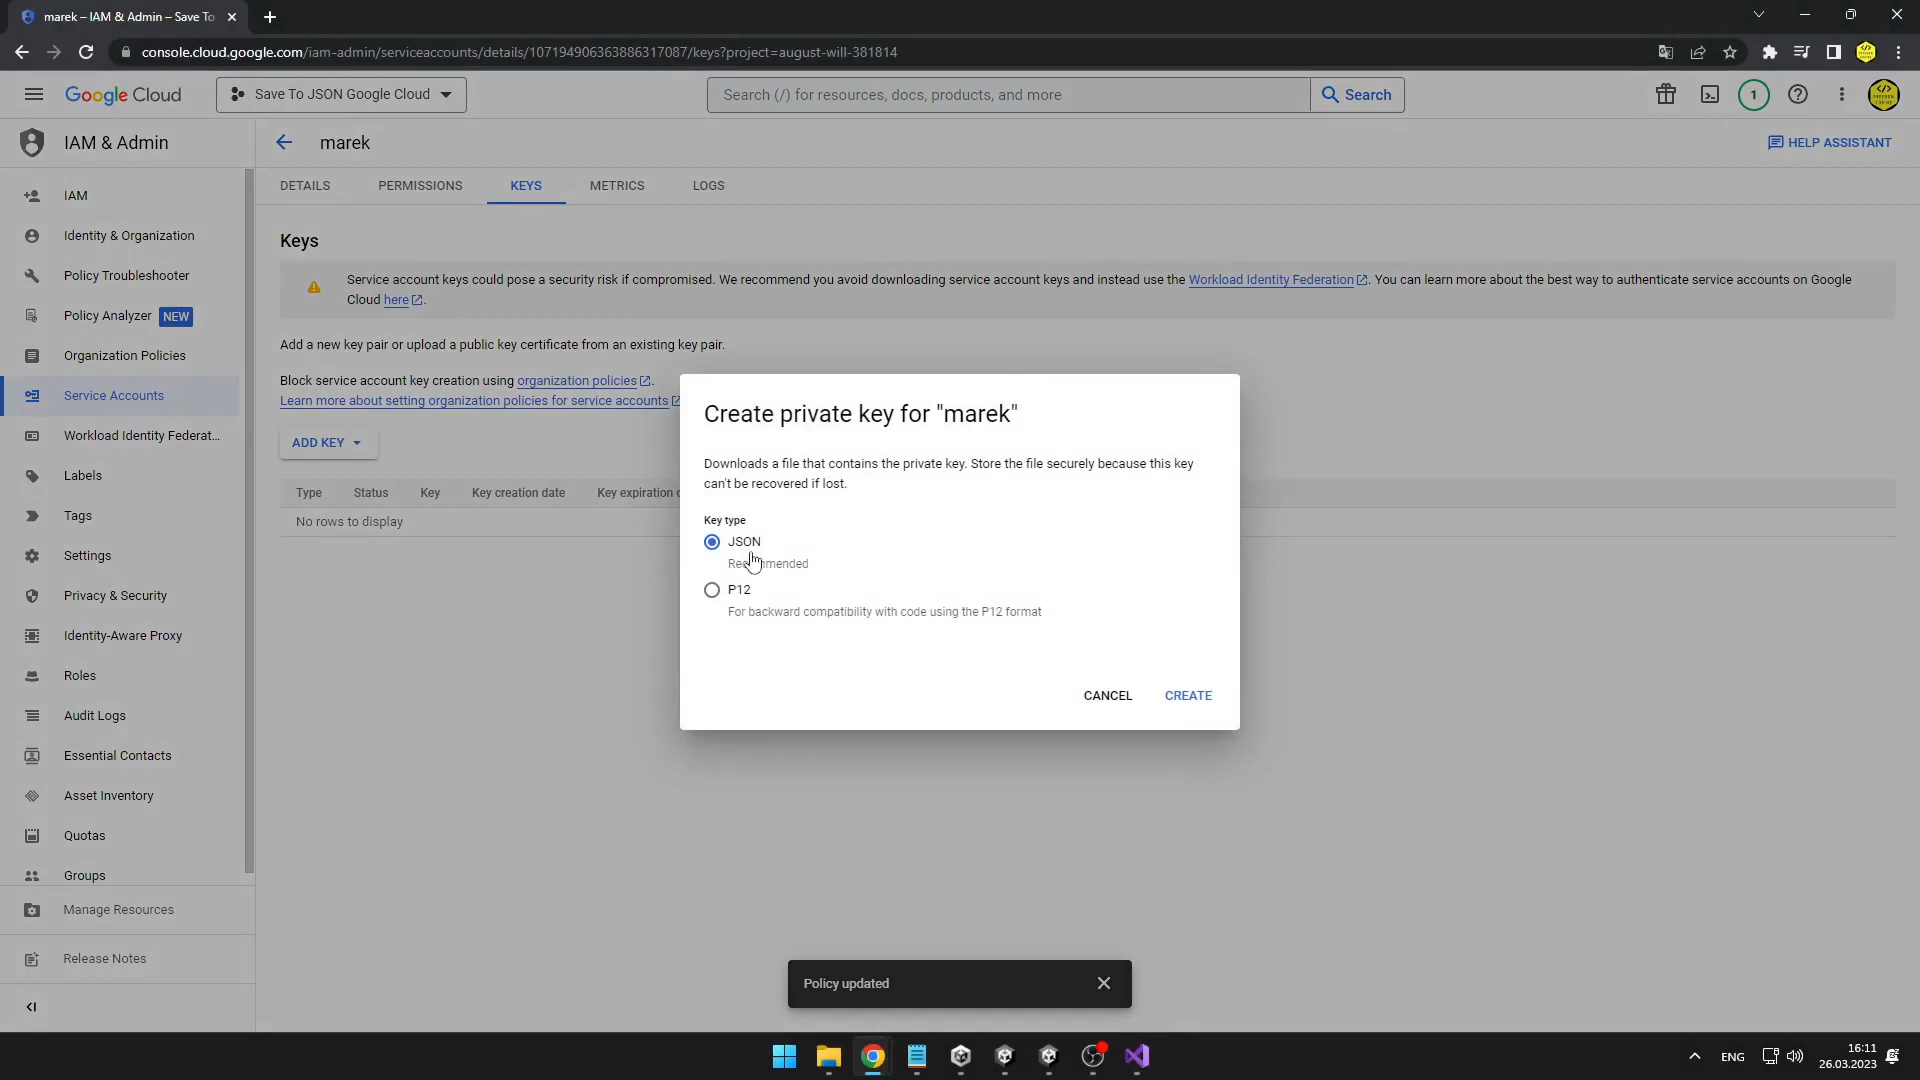 marek – IAM & Admin – Save To
console.cloud.google.com/iam-admin/serviceaccounts/details/107194906363886317087/keys?project=august-will-381814
Google Cloud
Save To JSON Google Cloud
Search (/) for resources, docs, products, and more
Search
1
IAM & Admin
marek
HELP ASSISTANT
DETAILS
PERMISSIONS
KEYS
METRICS
LOGS
IAM
Identity & Organization
Policy Troubleshooter
Policy Analyzer NEW
Organization Policies
Service Accounts
Workload Identity Federat...
Labels
Tags
Settings
Privacy & Security
Identity-Aware Proxy
Roles
Audit Logs
Essential Contacts
Asset Inventory
Quotas
Groups
Manage Resources
Release Notes
Keys
Service account keys could pose a security risk if compromised. We recommend you avoid downloading service account keys and instead use the Workload Identity Federation. You can learn more about the best way to authenticate service accounts on Google
Cloud here.
Add a new key pair or upload a public key certificate from an existing key pair.
Block service account key creation using organization policies.
Learn more about setting organization policies for service accounts
ADD KEY
Type Status Key Key creation date Key expiration
No rows to display
Create private key for "marek"
Downloads a file that contains the private key. Store the file securely because this key
can't be recovered if lost.
Key type
JSON
Recommended
P12
For backward compatibility with code using the P12 format
CANCEL
CREATE
Policy updated
ENG
16:11
26.03.2023